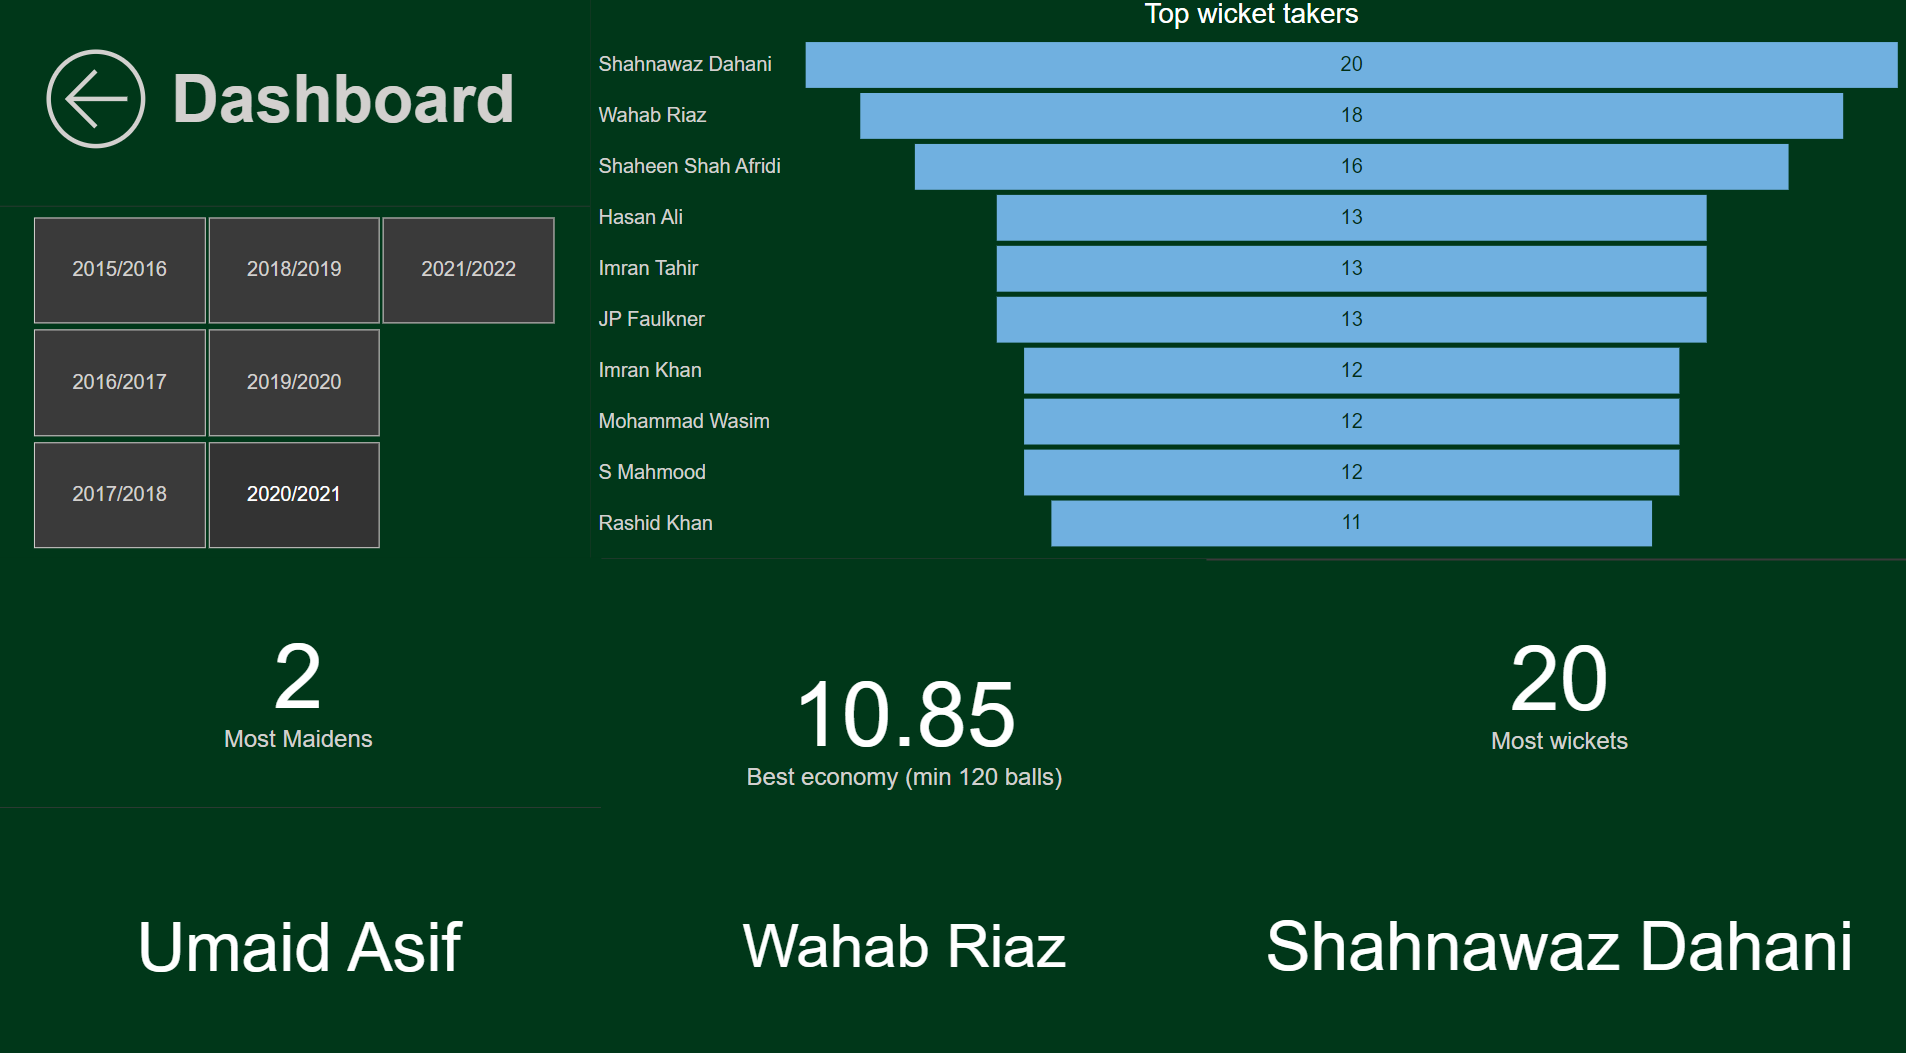 Dashboard
2015/2016 2018/2019 2021/2022
2016/2017 2019/2020
2017/2018 2020/2021
Top wicket takers
Shahnawaz Dahani 20
Wahab Riaz 18
Shaheen Shah Afridi 16
Hasan Ali 13
Imran Tahir 13
JP Faulkner 13
Imran Khan 12
Mohammad Wasim 12
S Mahmood 12
Rashid Khan 11
2
Most Maidens
Umaid Asif
10.85
Best economy (min 120 balls)
Wahab Riaz
20
Most wickets
Shahnawaz Dahani